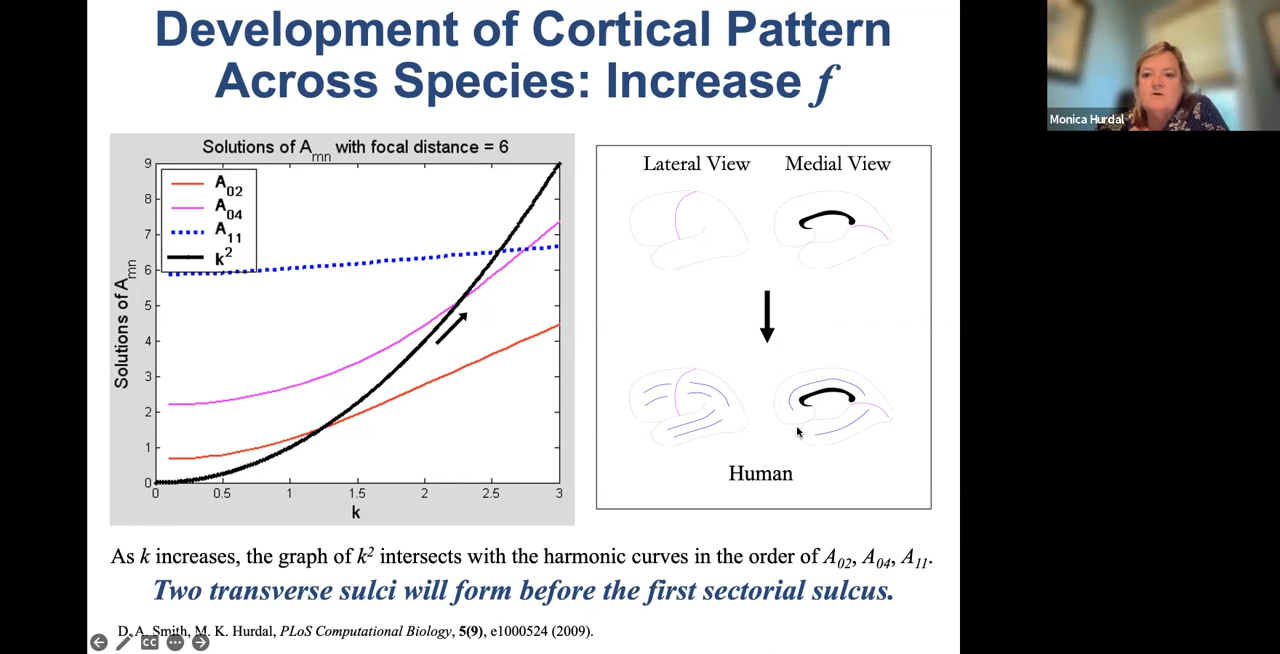 Development of Cortical Pattern
Across Species: Increase f
Monica Hurdal
Solutions of Amn with focal distance = 6
Solutions of Amn
9
8
7
6
5
4
3
2
1
0
A02
A04
A11
k2
0
0.5
1
1.5
2
2.5
3
k
Lateral View
Medial View
Human
As k increases, the graph of k2 intersects with the harmonic curves in the order of A02, A04, A11.
Two transverse sulci will form before the first sectorial sulcus.
D. A. Smith, M. K. Hurdal, PLoS Computational Biology, 5(9), e1000524 (2009).
CC